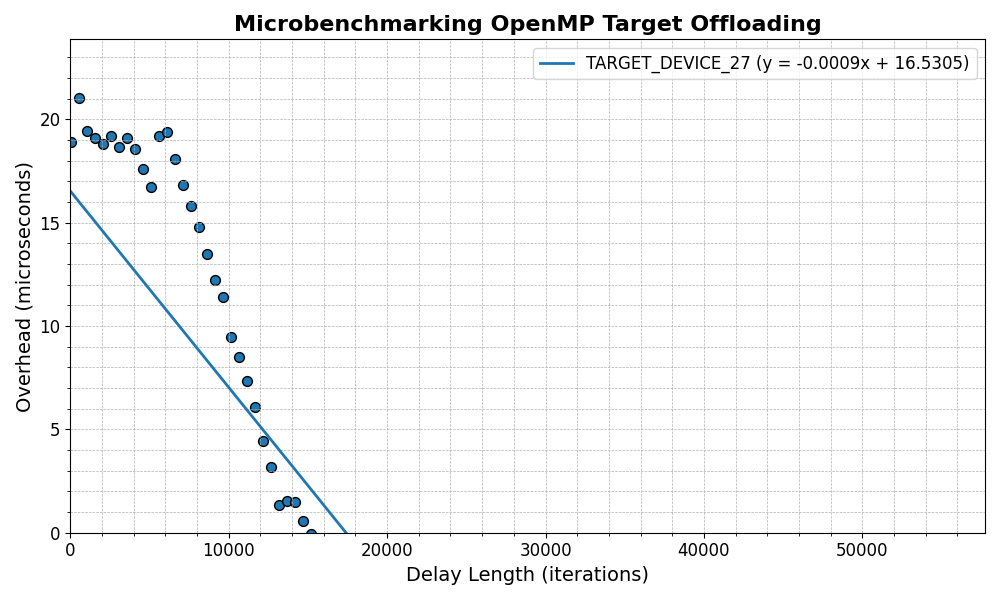 Microbenchmarking OpenMP Target Offloading
TARGET_DEVICE_27 (y = -0.0009x + 16.5305)
Overhead (microseconds)
20
15
10
5
0
0 10000 20000 30000 40000 50000
Delay Length (iterations)